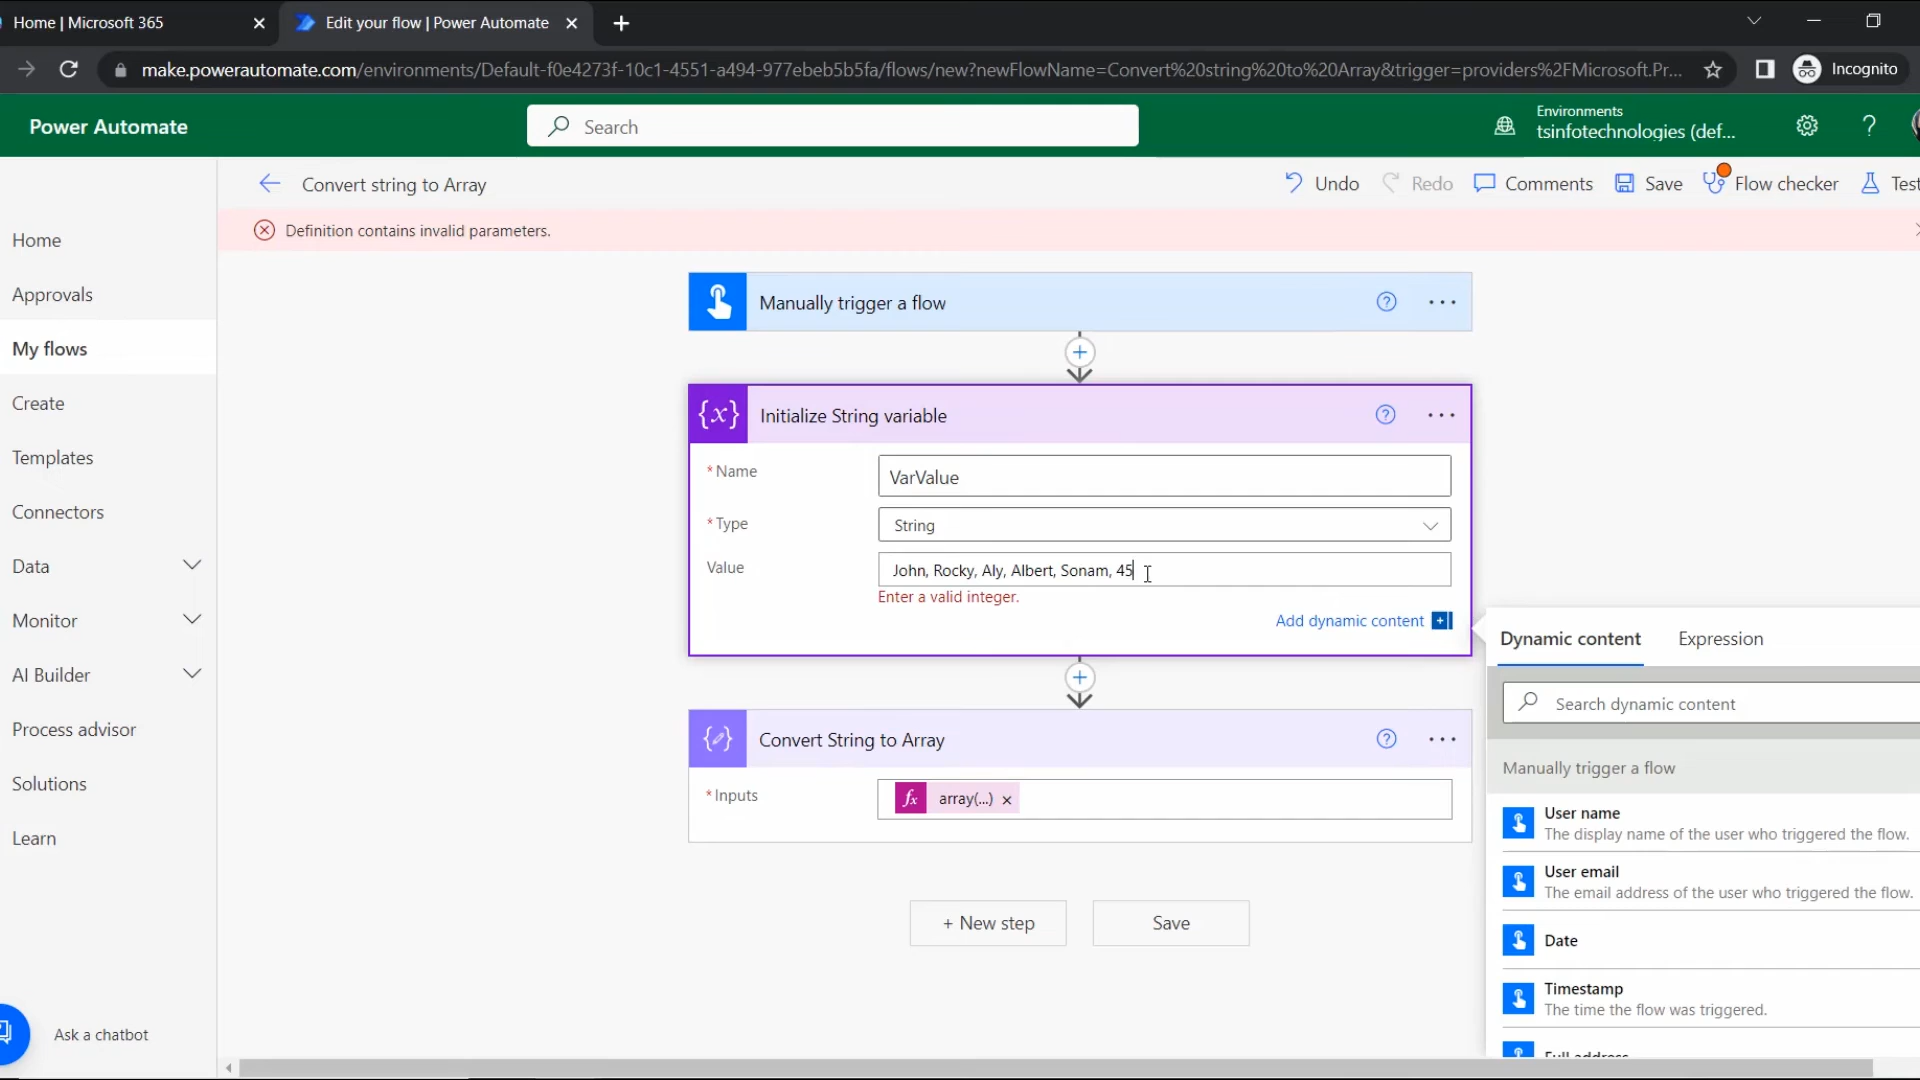 Home | Microsoft 365
Edit your flow | Power Automate
make.powerautomate.com/environments/Default-f0e4273f-10c1-4551-a494-977ebeb5b5fa/flows/new?newFlowName=Convert%20string%20to%20Array&trigger=providers%2FMicrosoft.Pr...
Incognito
Power Automate
Search
Environments
tsinfotechnologies (def...
Convert string to Array
Undo
Redo
Comments
Save
Flow checker
Test
Definition contains invalid parameters.
Home
Approvals
My flows
Create
Templates
Connectors
Data
Monitor
AI Builder
Process advisor
Solutions
Learn
Ask a chatbot
Manually trigger a flow
{x} Initialize String variable
* Name
VarValue
* Type
String
Value
John, Rocky, Aly, Albert, Sonam, 45
Enter a valid integer.
Add dynamic content
Convert String to Array
* Inputs
fx array(...)
+ New step
Save
Dynamic content
Expression
Search dynamic content
Manually trigger a flow
User name
The display name of the user who triggered the flow.
User email
The email address of the user who triggered the flow.
Date
Timestamp
The time the flow was triggered.
Full address